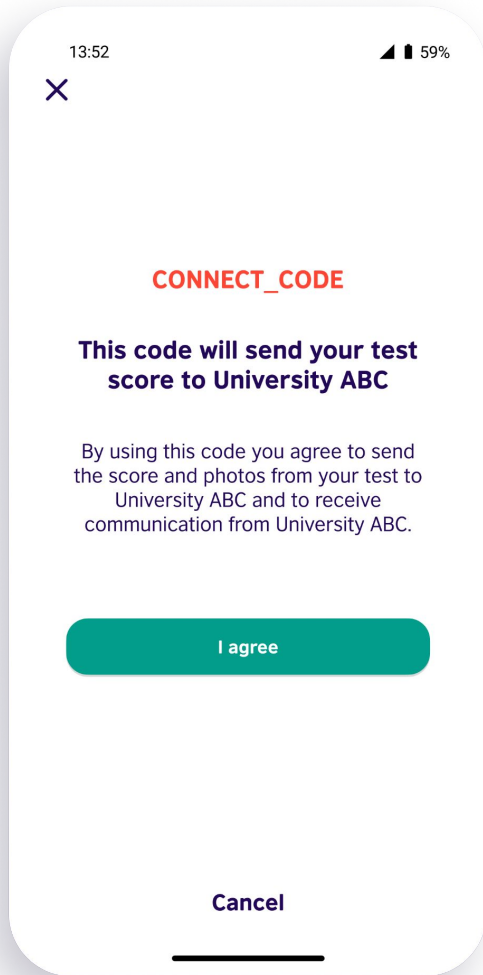 13:52 59%
CONNECT_CODE
This code will send your test
score to University ABC
By using this code you agree to send
the score and photos from your test to
University ABC and to receive
communication from University ABC.
I agree
Cancel